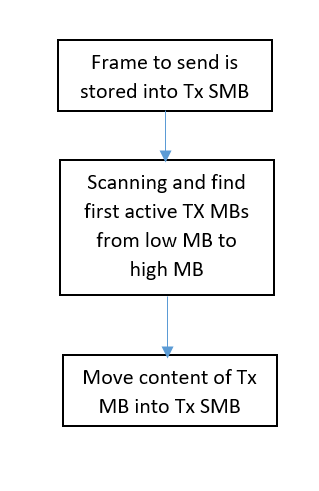 Frame to send is
stored into Tx SMB
Scanning and find
first active TX MBs
from low MB to
high MB
Move content of Tx
MB into Tx SMB